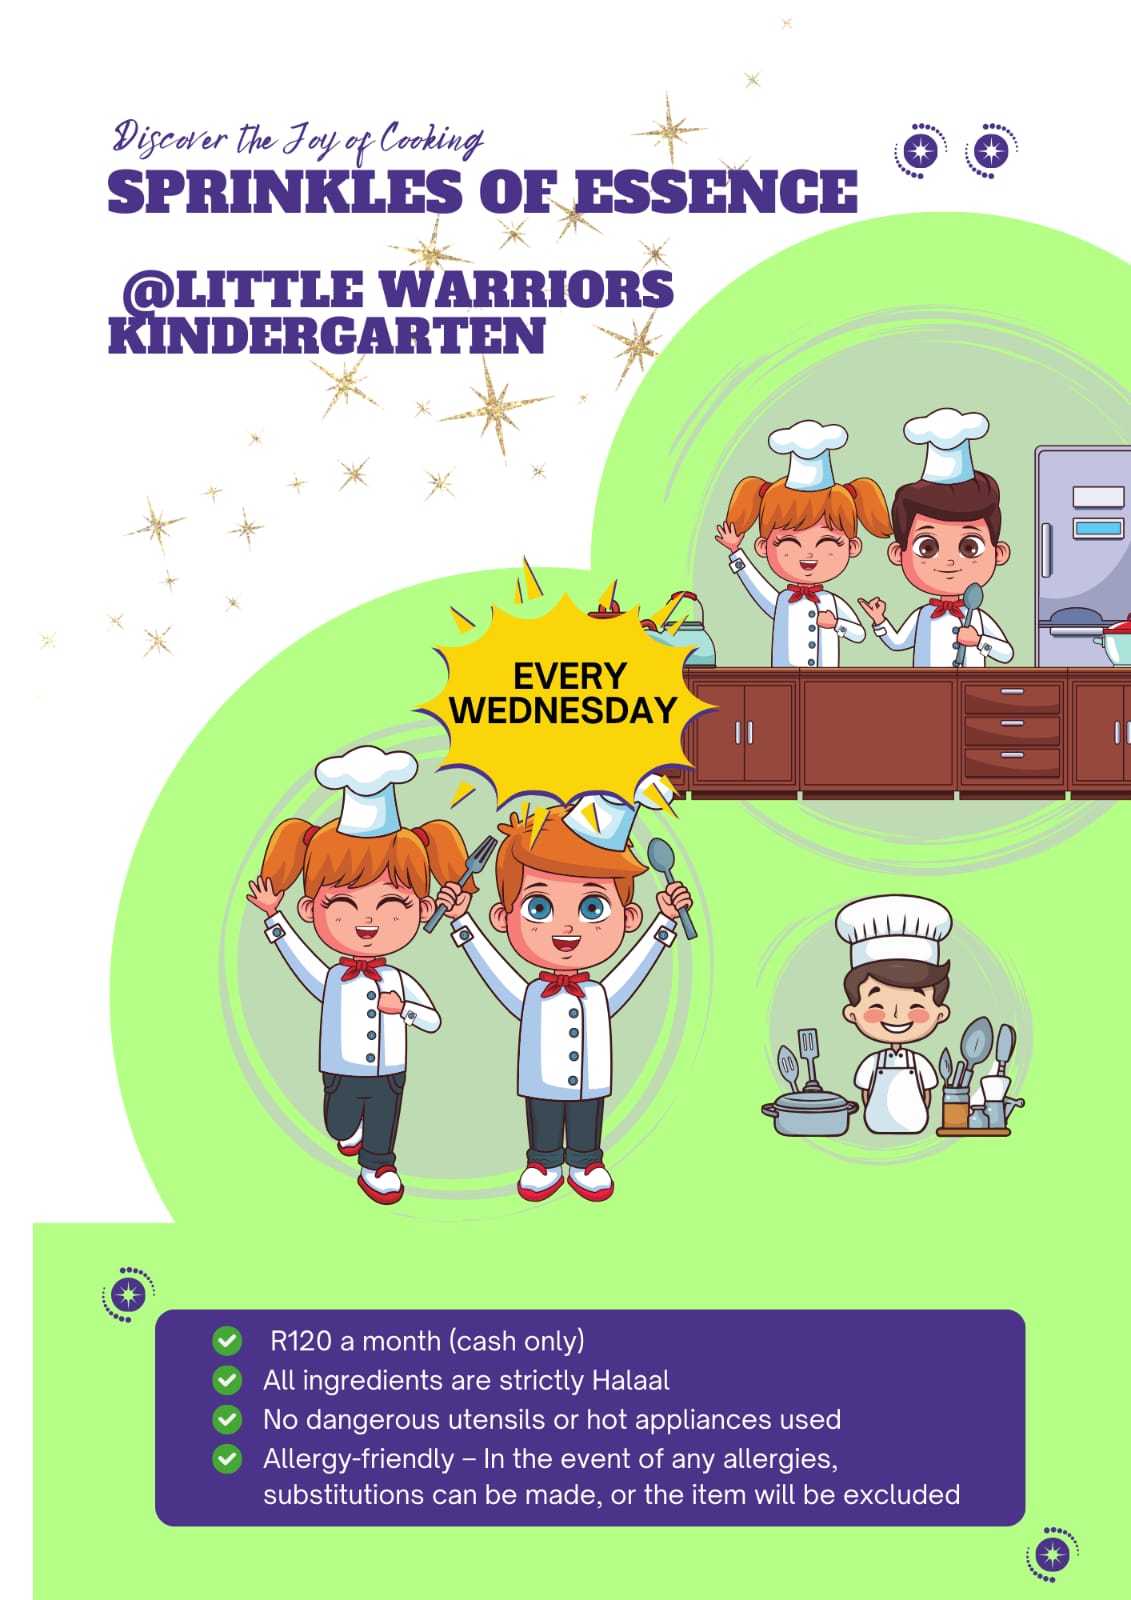 Discover the Joy of Cooking
SPRINKLES OF ESSENCE
@LITTLE WARRIORS
KINDERGARTEN
EVERY
WEDNESDAY
R120 a month (cash only)
All ingredients are strictly Halaal
No dangerous utensils or hot appliances used
Allergy-friendly – In the event of any allergies,
substitutions can be made, or the item will be excluded